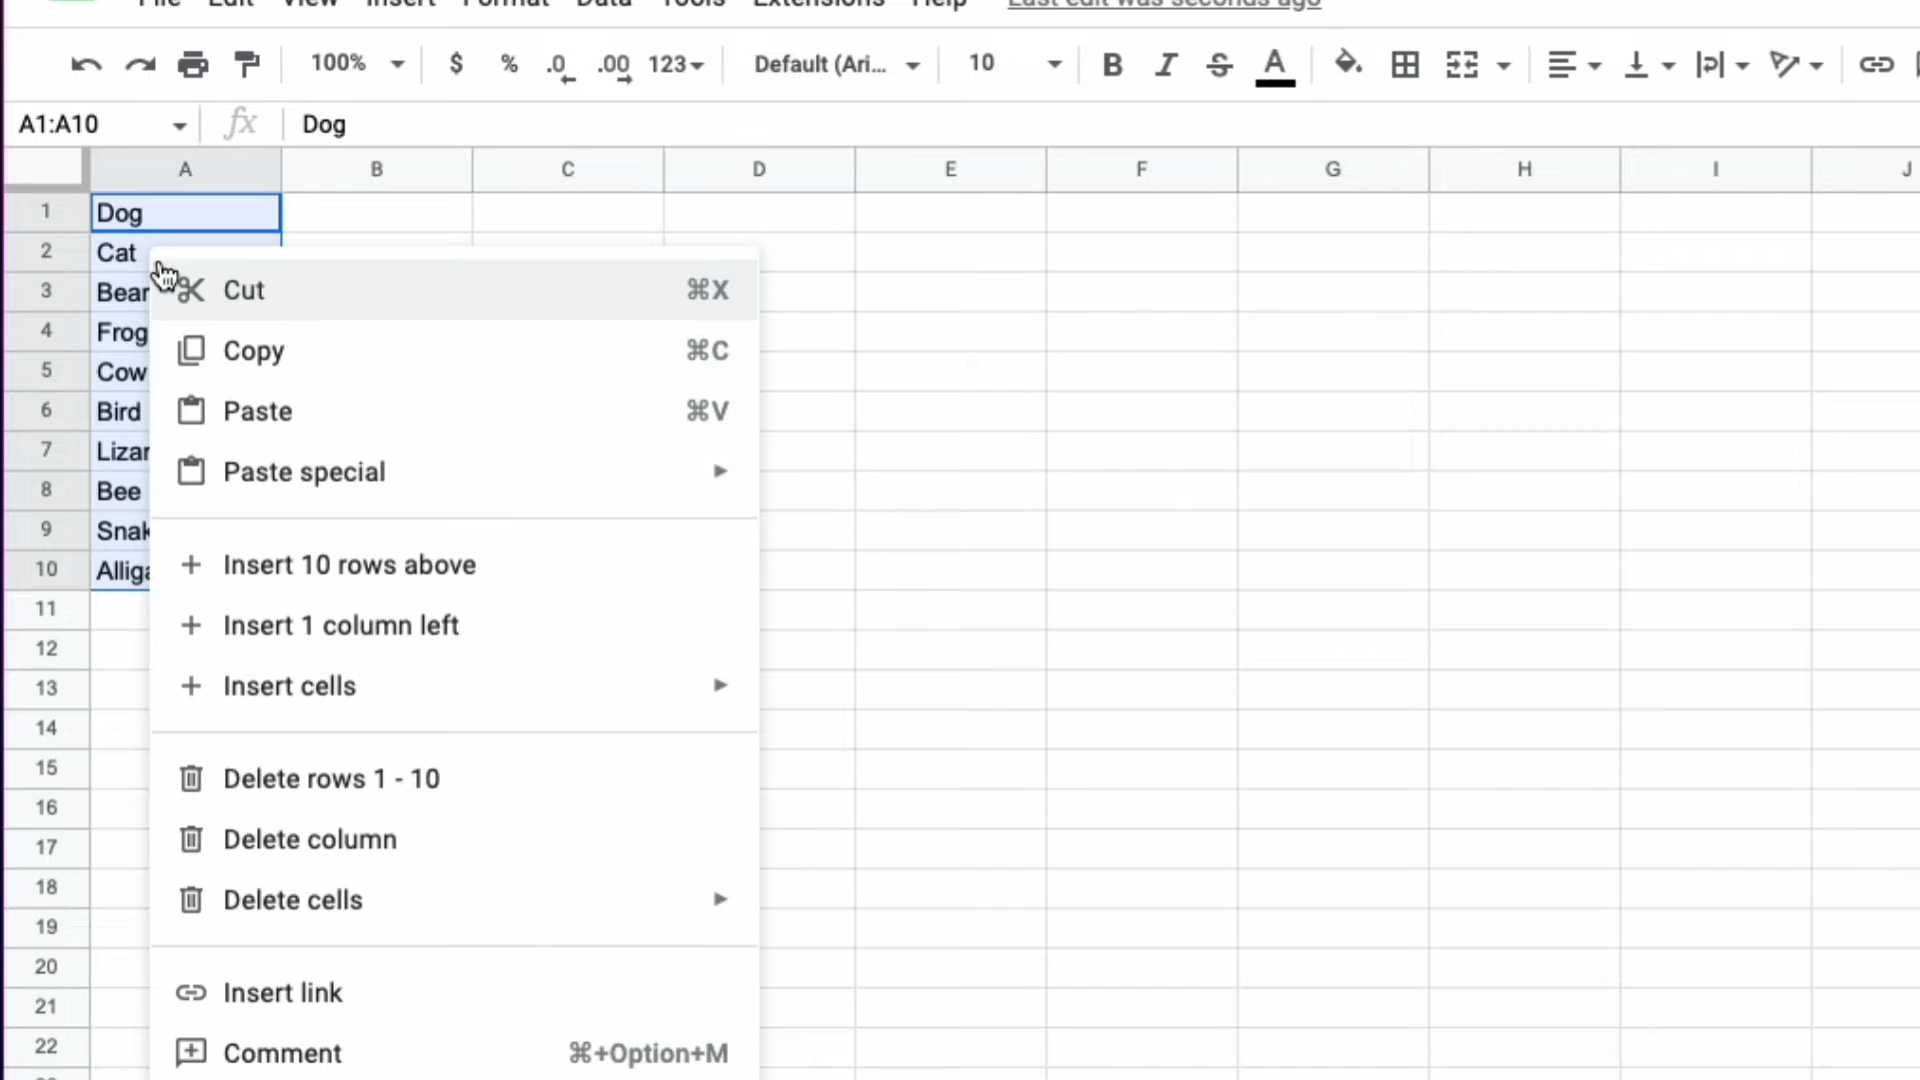 File Edit View Insert Format Data Tools Extensions Help Last edit was seconds ago
100% $ % .0 .00 123 Default (Ari... 10 B I S A
A1:A10 fx Dog
A B C D E F G H I J
1 Dog
2 Cat
3 Bear
4 Frog
5 Cow
6 Bird
7 Lizar
8 Bee
9 Snak
10 Alliga
11
12
13
14
15
16
17
18
19
20
21
22
Cut ⌘X
Copy ⌘C
Paste ⌘V
Paste special
Insert 10 rows above
Insert 1 column left
Insert cells
Delete rows 1 - 10
Delete column
Delete cells
Insert link
Comment ⌘+Option+M